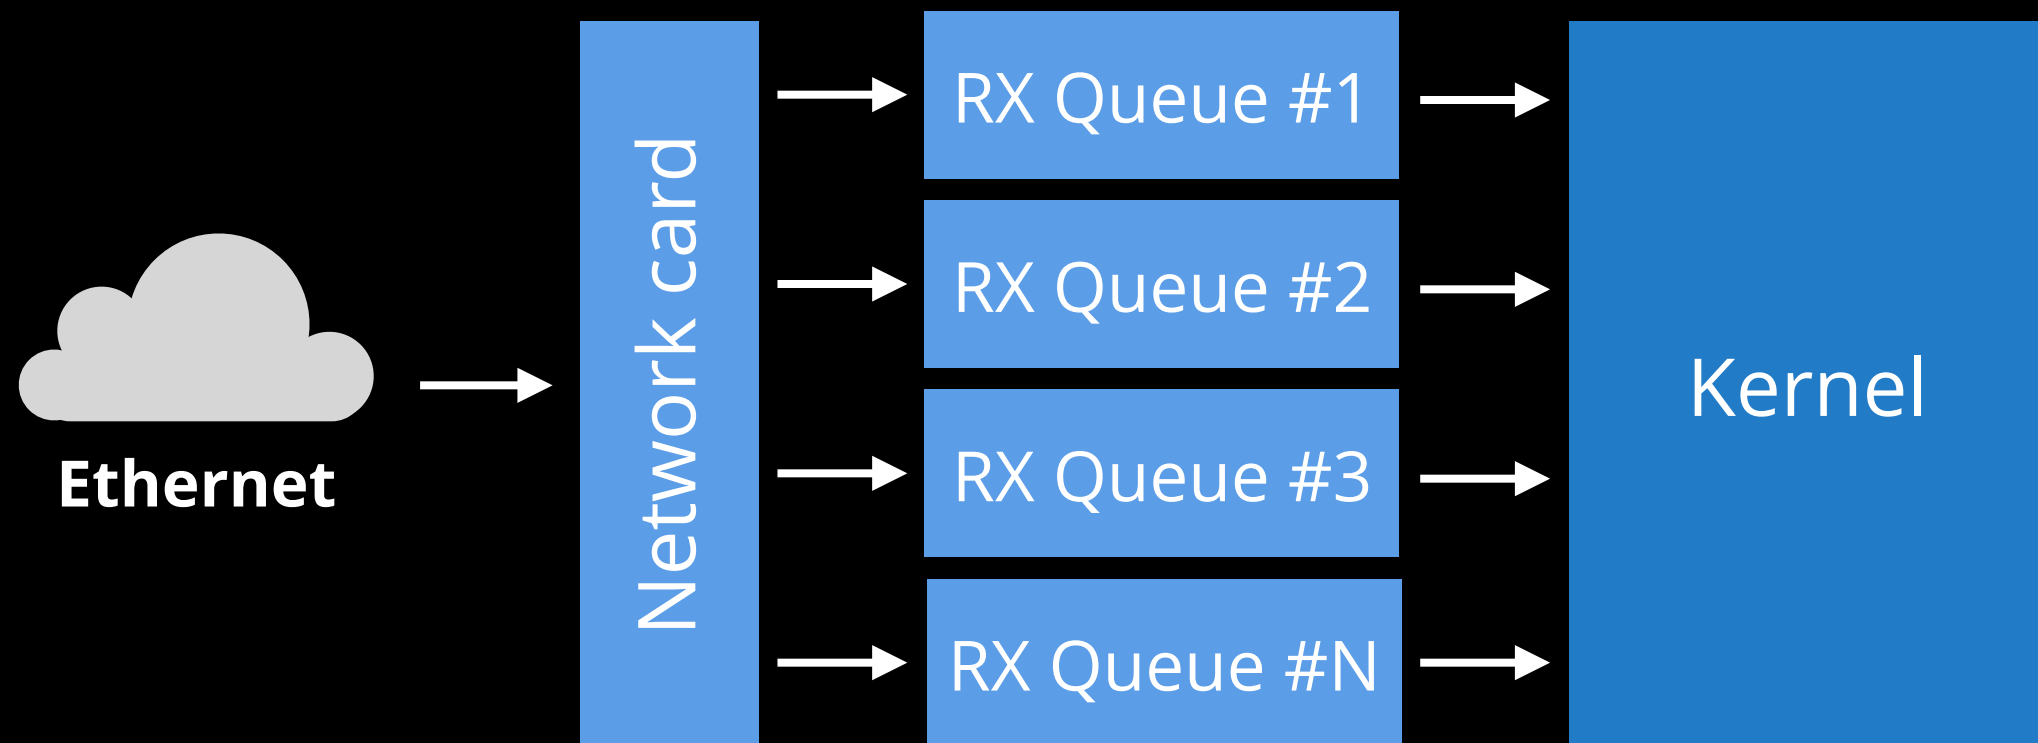 Ethernet
Network card
RX Queue #1
RX Queue #2
RX Queue #3
RX Queue #N
Kernel